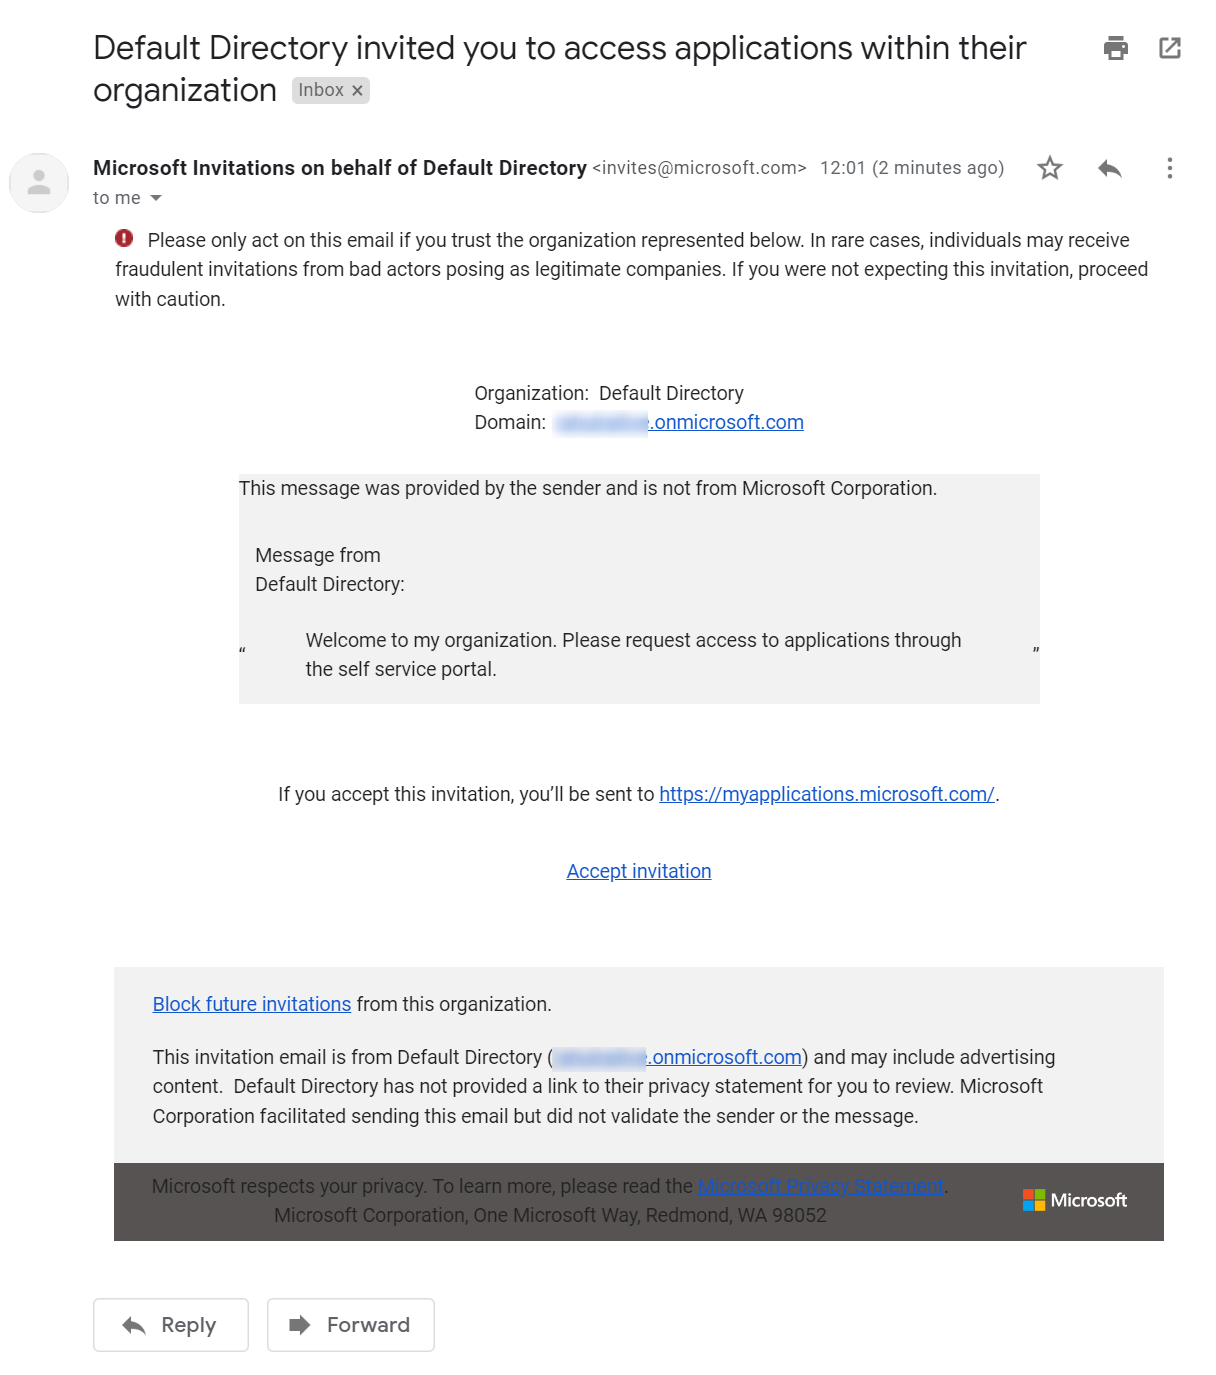 Default Directory invited you to access applications within their
organization Inbox ×
Microsoft Invitations on behalf of Default Directory <invites@microsoft.com> 12:01 (2 minutes ago)
to me
Please only act on this email if you trust the organization represented below. In rare cases, individuals may receive
fraudulent invitations from bad actors posing as legitimate companies. If you were not expecting this invitation, proceed
with caution.
Organization: Default Directory
Domain: .onmicrosoft.com
This message was provided by the sender and is not from Microsoft Corporation.
Message from
Default Directory:
“ Welcome to my organization. Please request access to applications through ”
the self service portal.
If you accept this invitation, you’ll be sent to https://myapplications.microsoft.com/.
Accept invitation
Block future invitations from this organization.
This invitation email is from Default Directory (.onmicrosoft.com) and may include advertising
content. Default Directory has not provided a link to their privacy statement for you to review. Microsoft
Corporation facilitated sending this email but did not validate the sender or the message.
Microsoft respects your privacy. To learn more, please read the Microsoft Privacy Statement.
Microsoft Corporation, One Microsoft Way, Redmond, WA 98052
Microsoft
Reply
Forward